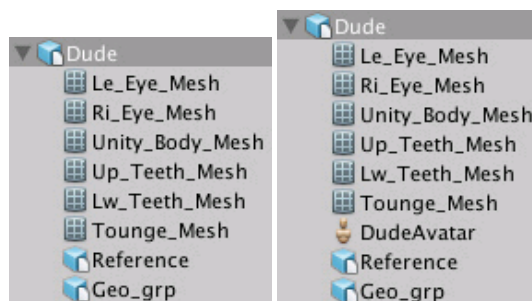 Dude
Le_Eye_Mesh
Ri_Eye_Mesh
Unity_Body_Mesh
Up_Teeth_Mesh
Lw_Teeth_Mesh
Tounge_Mesh
Reference
Geo_grp
Dude
Le_Eye_Mesh
Ri_Eye_Mesh
Unity_Body_Mesh
Up_Teeth_Mesh
Lw_Teeth_Mesh
Tounge_Mesh
DudeAvatar
Reference
Geo_grp